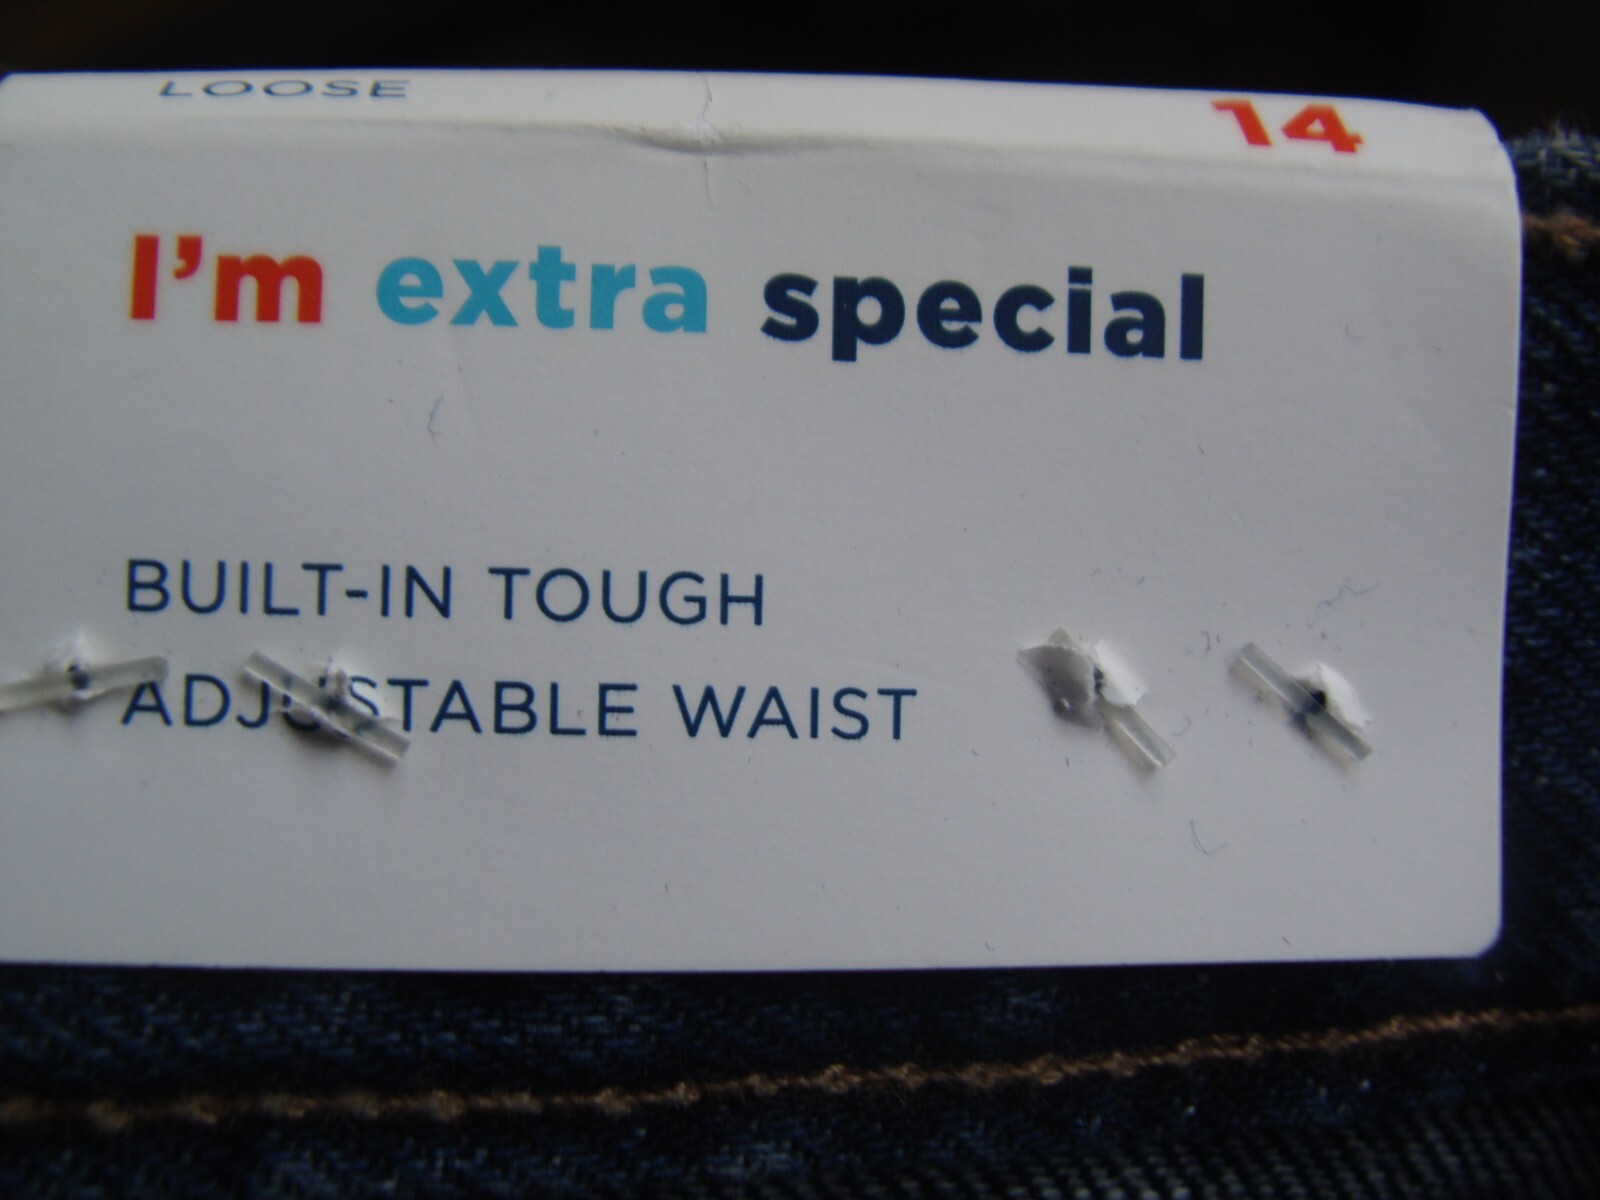 LOOSE 14
I'm extra special
BUILT-IN TOUGH
ADJUSTABLE WAIST